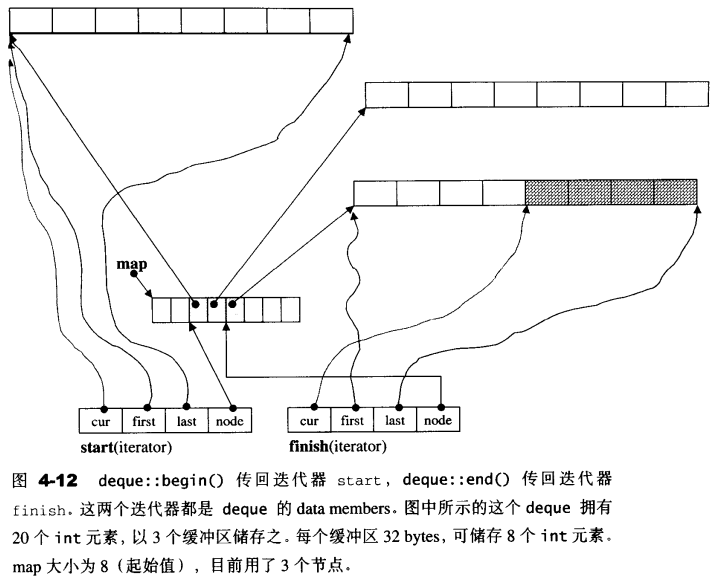 map
cur first last node
start(iterator)
cur first last node
finish(iterator)
图 4-12 deque::begin() 传回迭代器 start, deque::end() 传回迭代器
finish。这两个迭代器都是 deque 的 data members。图中所示的这个 deque 拥有
20 个 int 元素, 以 3 个缓冲区储存之。每个缓冲区 32 bytes, 可储存 8 个 int 元素。
map 大小为 8（起始值）, 目前用了 3 个节点。